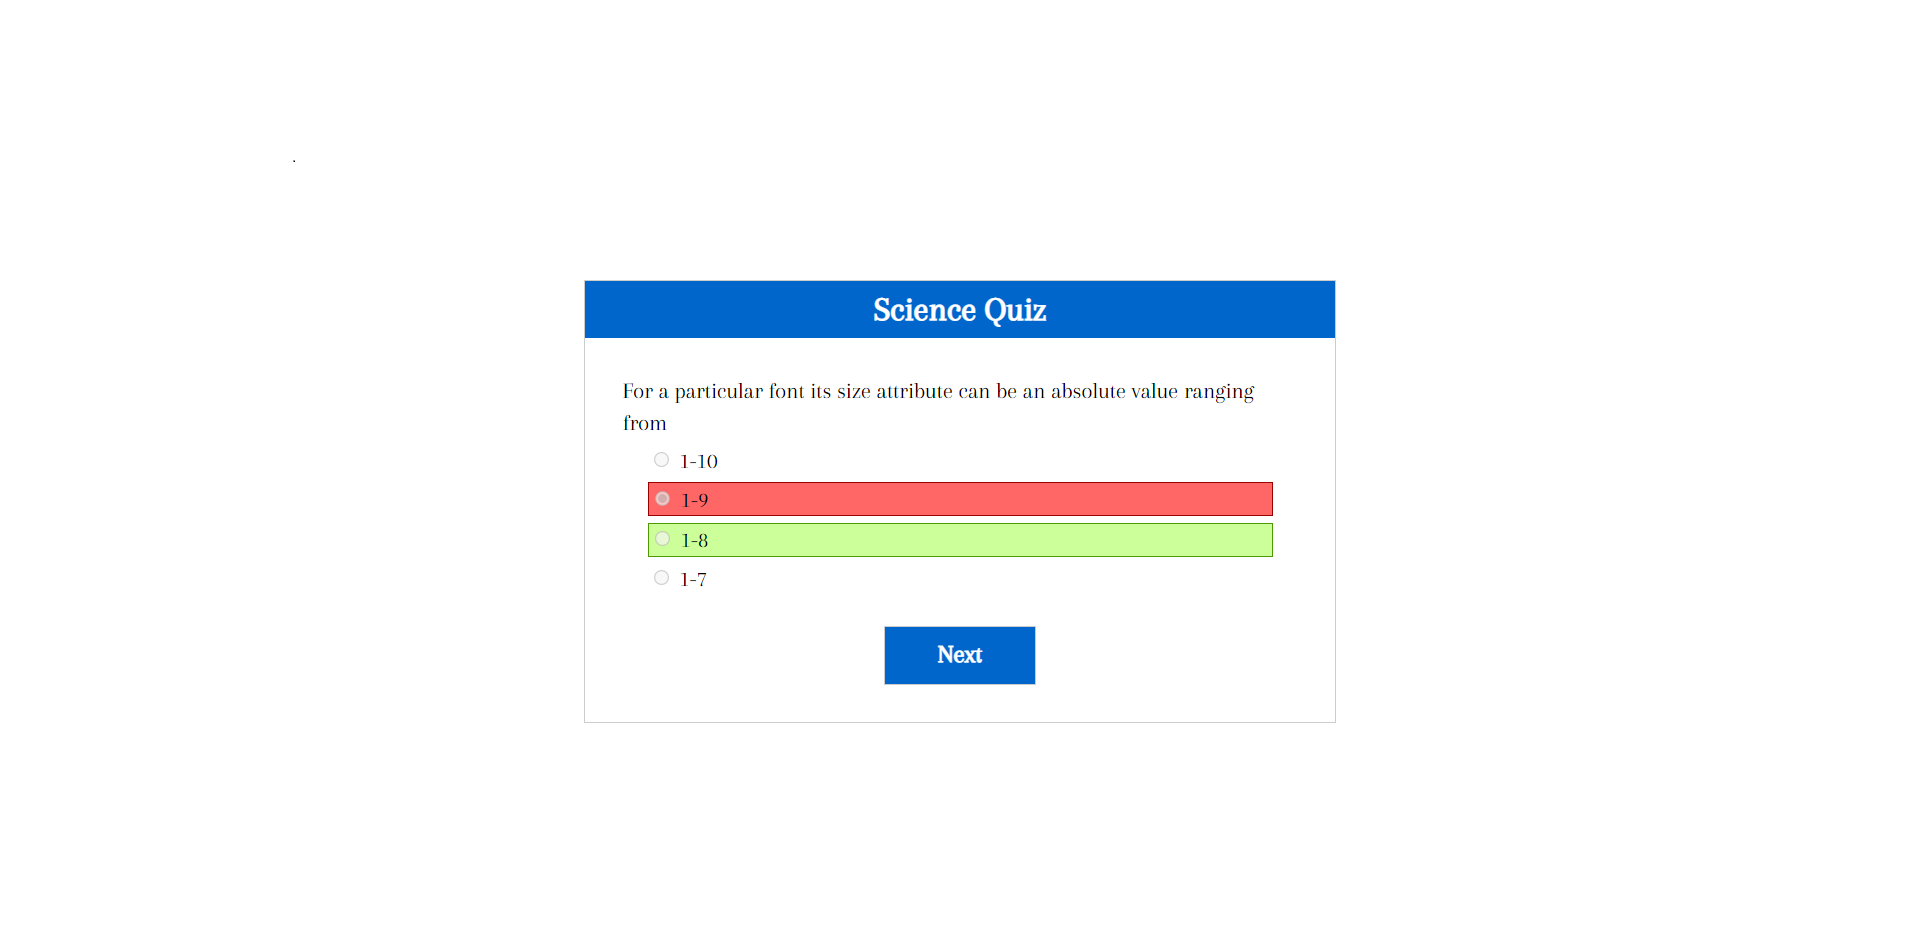 Science Quiz
For a particular font its size attribute can be an absolute value ranging
from
1-10
1-9
1-8
1-7
Next